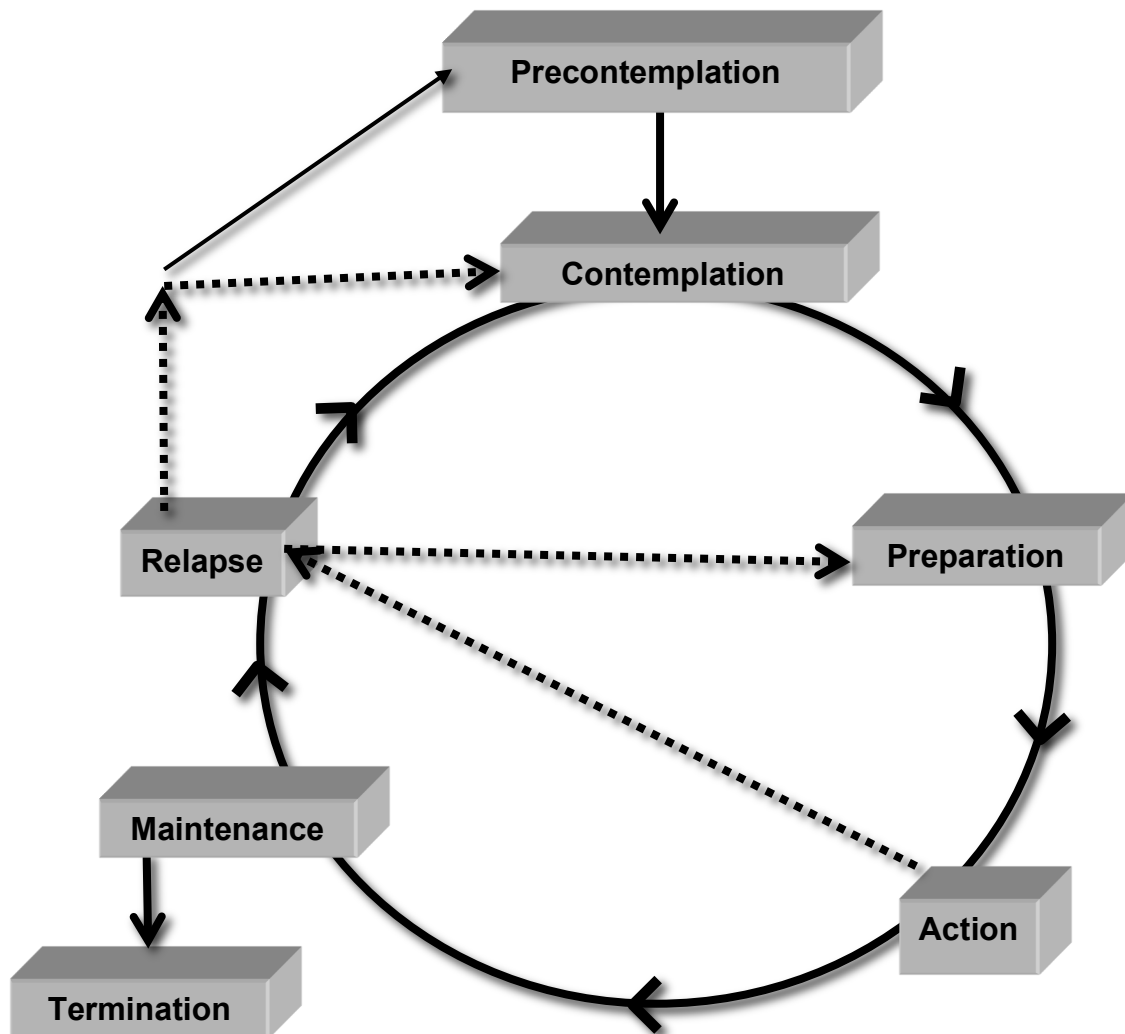 Precontemplation
Contemplation
Relapse
Preparation
Maintenance
Action
Termination